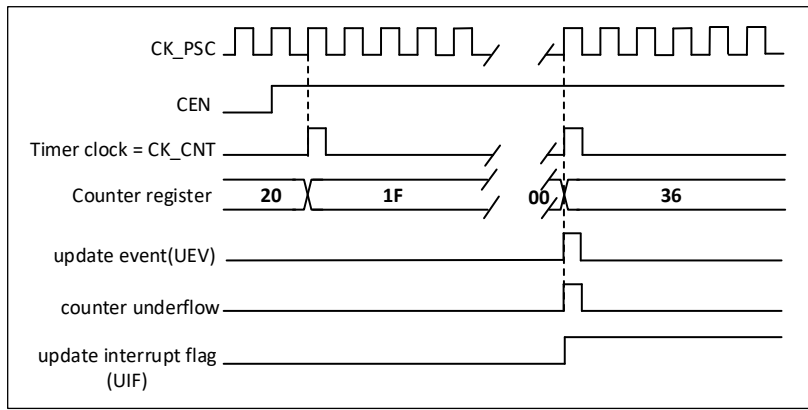 CK_PSC
CEN
Timer clock = CK_CNT
Counter register 20 1F 00 36
update event(UEV)
counter underflow
update interrupt flag
(UIF)